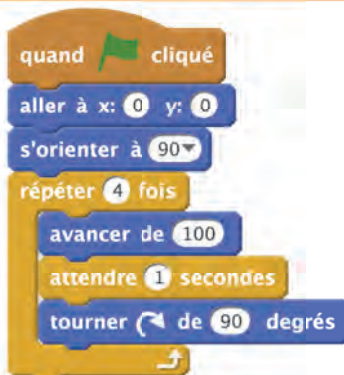 quand cliqué
aller à x: 0 y: 0
s'orienter à 90
répéter 4 fois
avancer de 100
attendre 1 secondes
tourner de 90 degrés